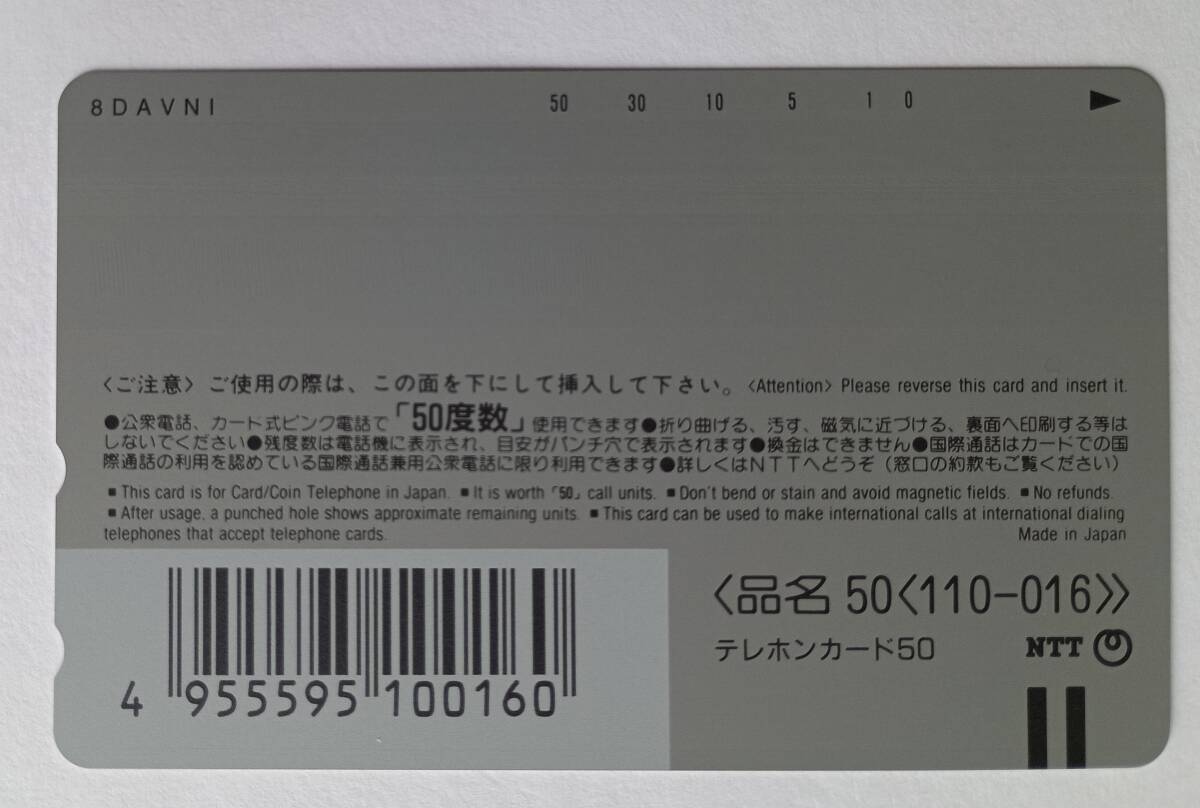 8DAVNI 50 30 10 5 1 0
〈ご注意〉ご使用の際は、この面を下にして挿入して下さい。〈Attention〉Please reverse this card and insert it.
●公衆電話、カード式ピンク電話で「50度数」使用できます●折り曲げる、汚す、磁気に近づける、裏面へ印刷する等は
しないでください●残度数は電話機に表示され、目安がパンチ穴で表示されます●換金はできません●国際通話はカードでの国
際通話の利用を認めている国際通話兼用公衆電話に限り利用できます●詳しくはNTTへどうぞ（窓口の約款もご覧ください）
■ This card is for Card/Coin Telephone in Japan. ■ It is worth「50」call units. ■ Don't bend or stain and avoid magnetic fields. ■ No refunds.
■ After usage, a punched hole shows approximate remaining units. ■ This card can be used to make international calls at international dialing
telephones that accept telephone cards. Made in Japan
〈品名 50〈110-016〉〉
テレホンカード50 NTT
4 955595 100160